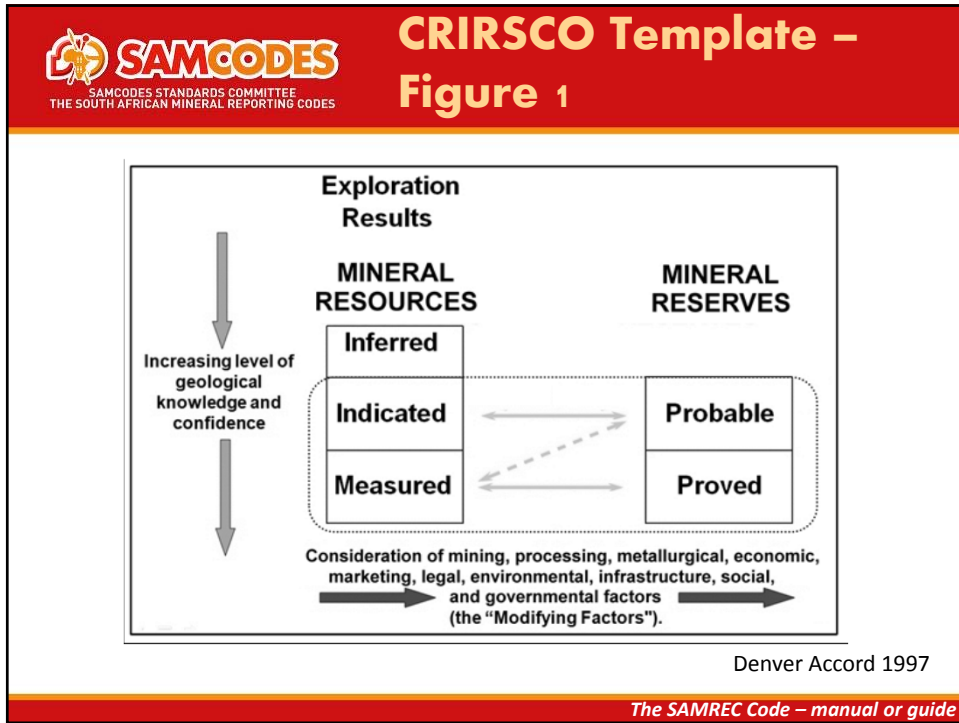 SAMCODES
SAMCODES STANDARDS COMMITTEE
THE SOUTH AFRICAN MINERAL REPORTING CODES
CRIRSCO Template –
Figure 1
Exploration
Results
MINERAL
RESOURCES
MINERAL
RESERVES
Inferred
Increasing level of
geological
knowledge and
confidence
Indicated
Probable
Measured
Proved
Consideration of mining, processing, metallurgical, economic,
marketing, legal, environmental, infrastructure, social,
and governmental factors
(the “Modifying Factors").
Denver Accord 1997
The SAMREC Code – manual or guide